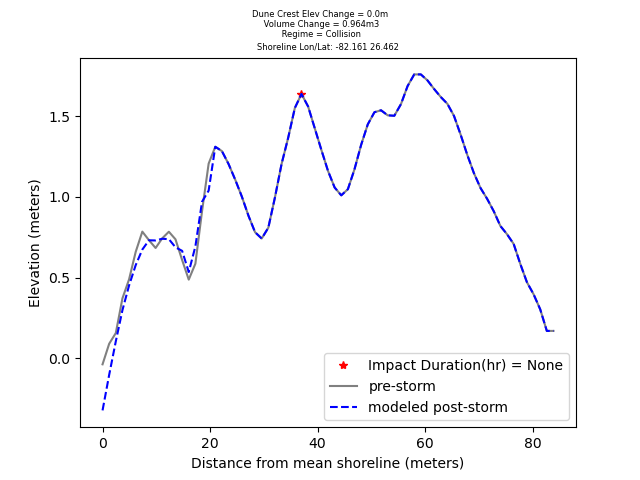 Dune Crest Elev Change = 0.0m
Volume Change = 0.964m3
Regime = Collision
Shoreline Lon/Lat: -82.161 26.462
Elevation (meters)
1.5
1.0
0.5
0.0
Impact Duration(hr) = None
pre-storm
modeled post-storm
0 20 40 60 80
Distance from mean shoreline (meters)